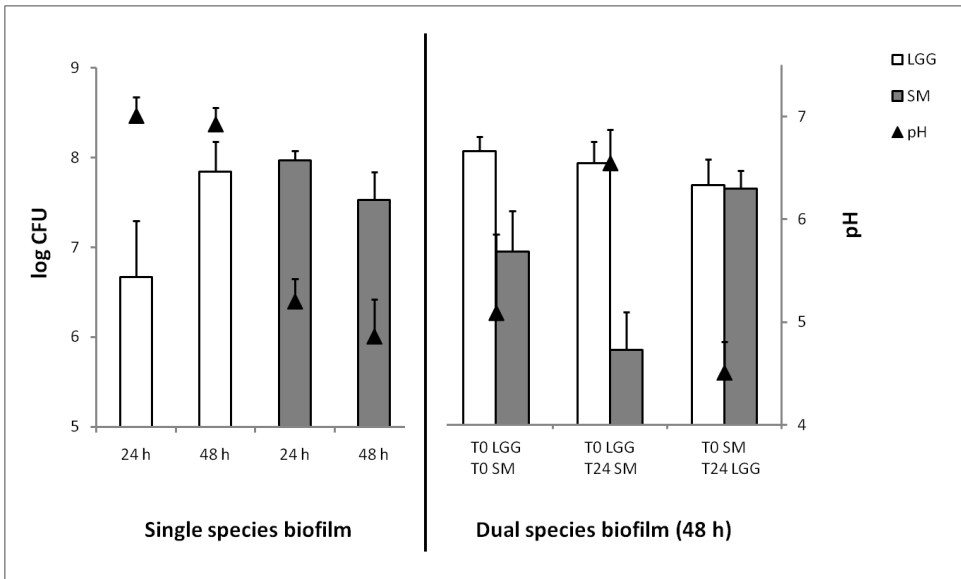 9
8
7
6
5
log CFU
24 h
48 h
24 h
48 h
Single species biofilm
T0 LGG
T0 SM
T0 LGG
T24 SM
T0 SM
T24 LGG
Dual species biofilm (48 h)
7
6
5
4
pH
LGG
SM
pH